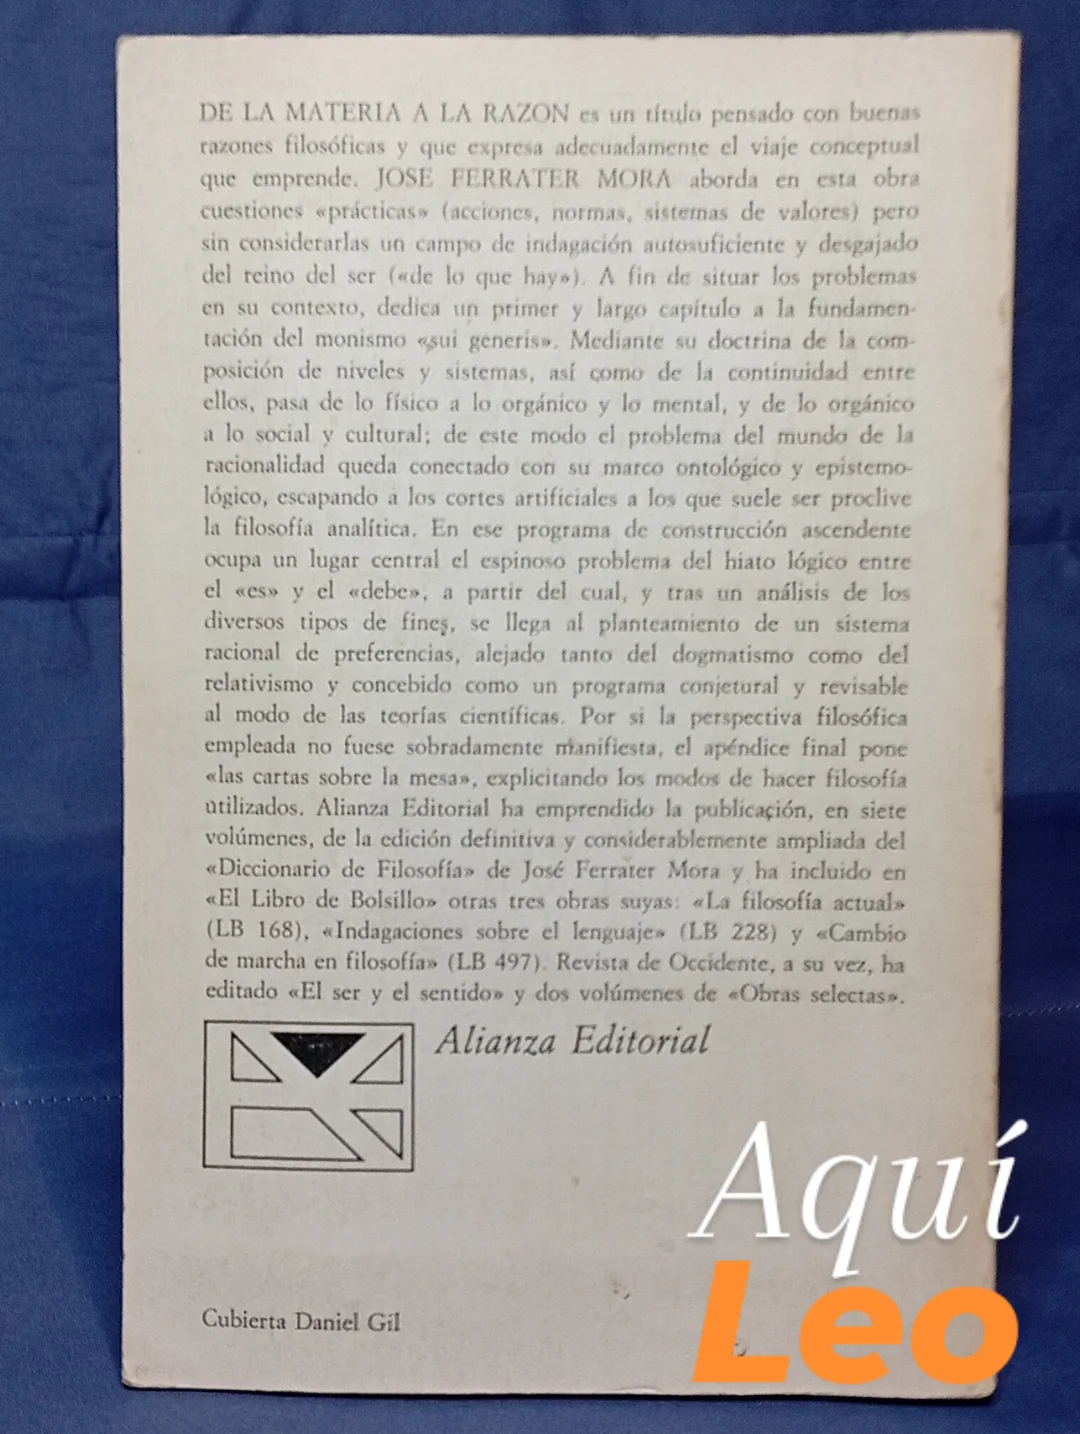 DE LA MATERIA A LA RAZON es un título pensado con buenas
razones filosóficas y que expresa adecuadamente el viaje conceptual
que emprende. JOSE FERRATER MORA aborda en esta obra
cuestiones «prácticas» (acciones, normas, sistemas de valores) pero
sin considerarlas un campo de indagación autosuficiente y desgajado
del reino del ser («de lo que hay»). A fin de situar los problemas
en su contexto, dedica un primer y largo capítulo a la fundamen-
tación del monismo «sui generis». Mediante su doctrina de la com-
posición de niveles y sistemas, así como de la continuidad entre
ellos, pasa de lo físico a lo orgánico y lo mental, y de lo orgánico
a lo social y cultural; de este modo el problema del mundo de la
racionalidad queda conectado con su marco ontológico y epistemo-
lógico, escapando a los cortes artificiales a los que suele ser proclive
la filosofía analítica. En ese programa de construcción ascendente
ocupa un lugar central el espinoso problema del hiato lógico entre
el «es» y el «debe», a partir del cual, y tras un análisis de los
diversos tipos de fines, se llega al planteamiento de un sistema
racional de preferencias, alejado tanto del dogmatismo como del
relativismo y concebido como un programa conjetural y revisable
al modo de las teorías científicas. Por si la perspectiva filosófica
empleada no fuese sobradamente manifiesta, el apéndice final pone
«las cartas sobre la mesa», explicitando los modos de hacer filosofía
utilizados. Alianza Editorial ha emprendido la publicación, en siete
volúmenes, de la edición definitiva y considerablemente ampliada del
«Diccionario de Filosofía» de José Ferrater Mora y ha incluido en
«El Libro de Bolsillo» otras tres obras suyas: «La filosofía actual»
(LB 168), «Indagaciones sobre el lenguaje» (LB 228) y «Cambio
de marcha en filosofía» (LB 497). Revista de Occidente, a su vez, ha
editado «El ser y el sentido» y dos volúmenes de «Obras selectas».
Alianza Editorial
Aquí
Leo
Cubierta Daniel Gil